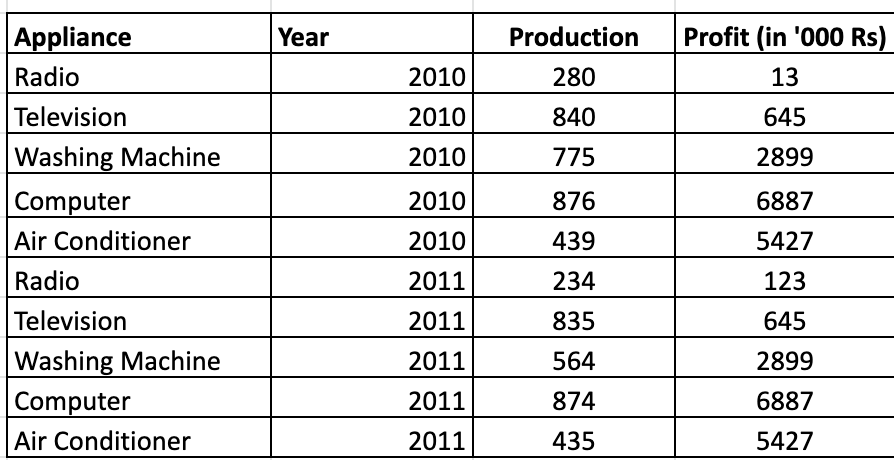 Appliance Year Production Profit (in '000 Rs)
Radio 2010 280 13
Television 2010 840 645
Washing Machine 2010 775 2899
Computer 2010 876 6887
Air Conditioner 2010 439 5427
Radio 2011 234 123
Television 2011 835 645
Washing Machine 2011 564 2899
Computer 2011 874 6887
Air Conditioner 2011 435 5427